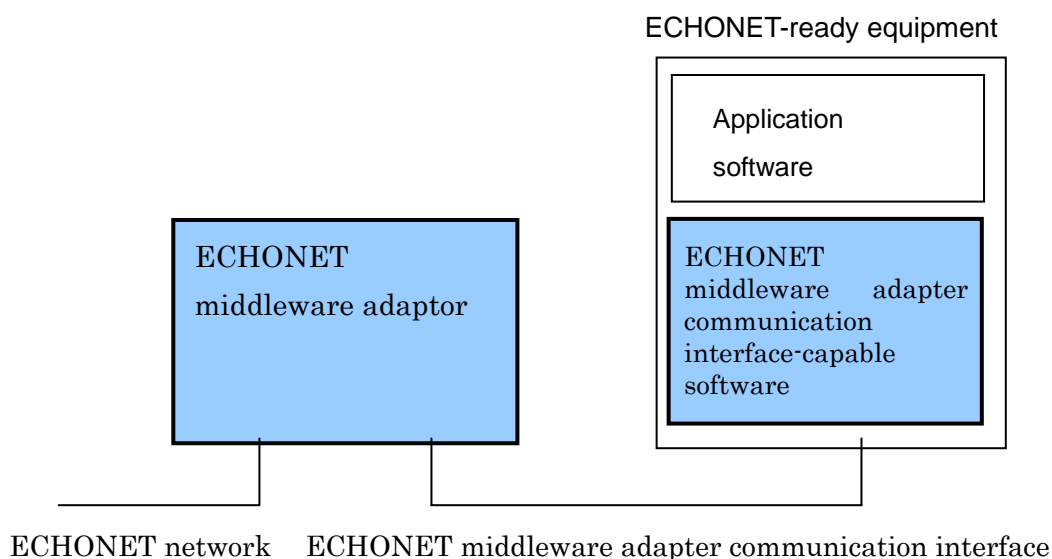 ECHONET-ready equipment
Application
software
ECHONET
middleware adaptor
ECHONET
middleware adapter
communication
interface-capable
software
ECHONET network ECHONET middleware adapter communication interface